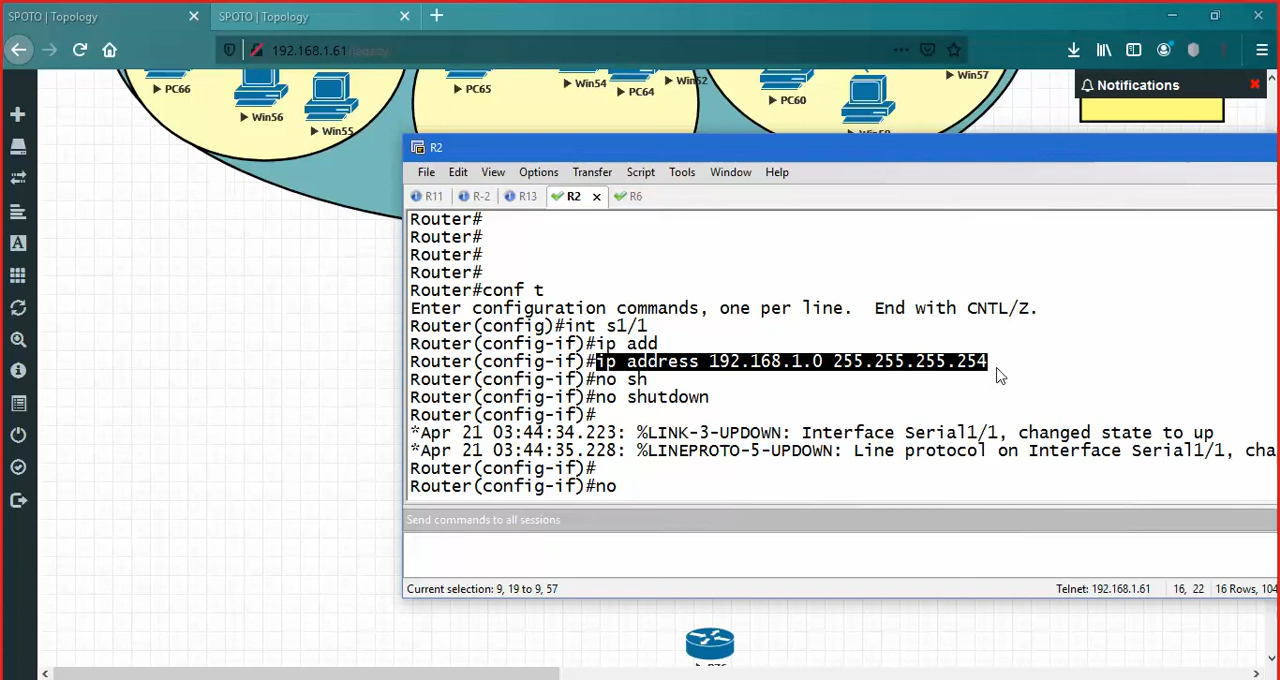 SPOTO | Topology
SPOTO | Topology
192.168.1.61/legacy
Notifications
PC66
Win56
Win55
PC65
Win54
PC64
Win52
PC60
Win57
R2
File Edit View Options Transfer Script Tools Window Help
R11 R-2 R13 R2 R6
Router#
Router#
Router#
Router#
Router#conf t
Enter configuration commands, one per line.  End with CNTL/Z.
Router(config)#int s1/1
Router(config-if)#ip add
Router(config-if)#ip address 192.168.1.0 255.255.255.254
Router(config-if)#no sh
Router(config-if)#no shutdown
Router(config-if)#
*Apr 21 03:44:34.223: %LINK-3-UPDOWN: Interface Serial1/1, changed state to up
*Apr 21 03:44:35.228: %LINEPROTO-5-UPDOWN: Line protocol on Interface Serial1/1, cha
Router(config-if)#
Router(config-if)#no
Send commands to all sessions
Current selection: 9, 19 to 9, 57
Telnet: 192.168.1.61
16, 22
16 Rows, 104